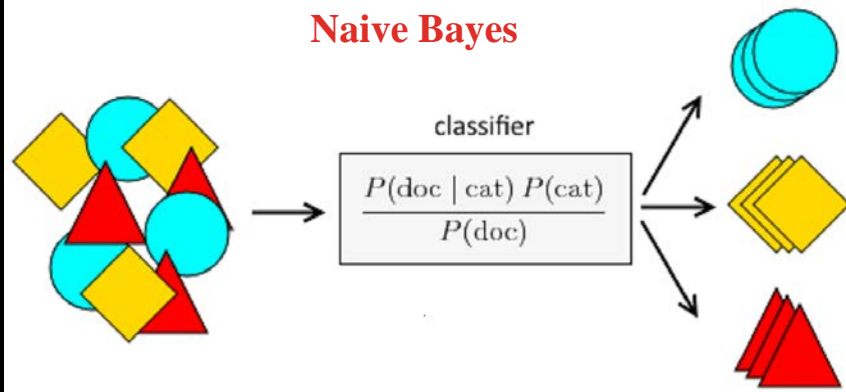 Naive Bayes
classifier
P(doc | cat) P(cat)
P(doc)